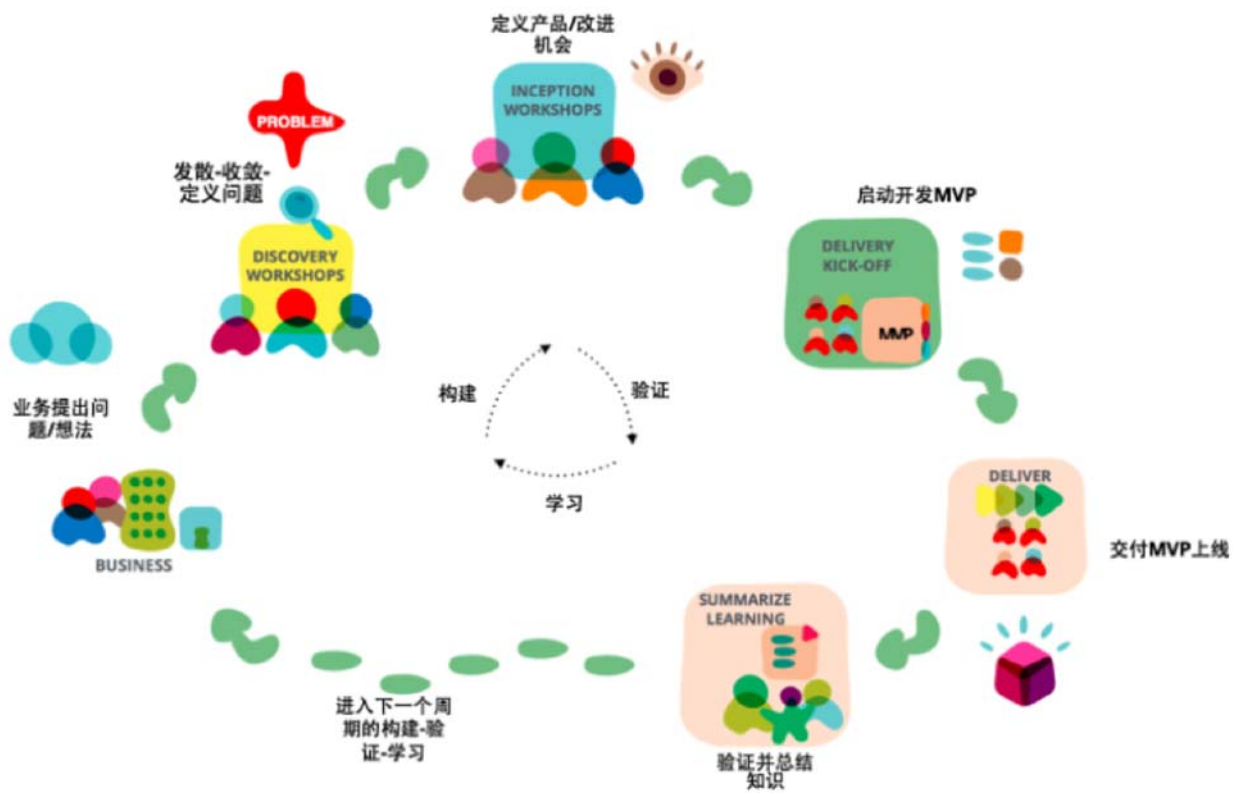 定义产品/改进
机会
INCEPTION
WORKSHOPS
PROBLEM
发散-收敛-
定义问题
DISCOVERY
WORKSHOPS
启动开发MVP
DELIVERY
KICK-OFF
MVP
业务提出问
题/想法
BUSINESS
构建
验证
学习
DELIVER
交付MVP上线
SUMMARIZE
LEARNING
验证并总结
知识
进入下一个周
期的构建-验
证-学习